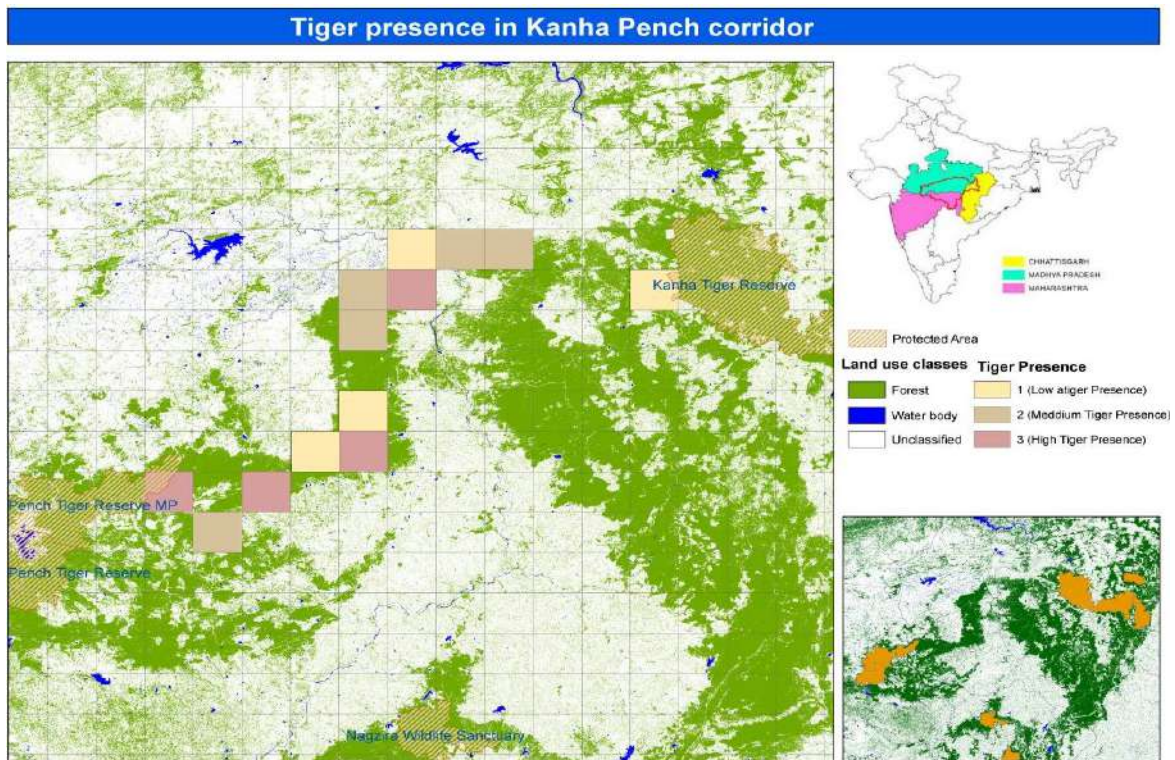 Tiger presence in Kanha Pench corridor
Kanha Tiger Reserve
Pench Tiger Reserve MP
Pench Tiger Reserve
Nagzira Wildlife Sanctuary
CHHATTISGARH
MADHYA PRADESH
MAHARASHTRA
Protected Area
Land use classes
Forest
Water body
Unclassified
Tiger Presence
1 (Low atiger Presence)
2 (Meddium Tiger Presence)
3 (High Tiger Presence)